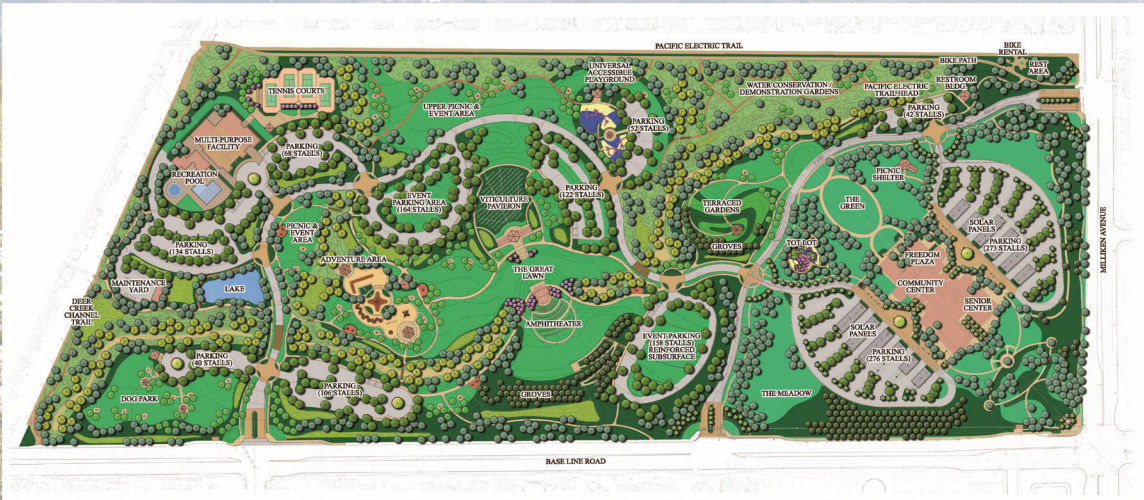 PACIFIC ELECTRIC TRAIL
BIKE
RENTAL
BIKE PATH
REST
AREA
UNIVERSAL
ACCESSIBLE
PLAYGROUND
TENNIS COURTS
WATER CONSERVATION /
DEMONSTRATION GARDENS
PACIFIC ELECTRIC
TRAILHEAD
RESTROOM
BLDG
UPPER PICNIC &
EVENT AREA
PARKING
(42 STALLS)
PARKING
(52 STALLS)
MULTI-PURPOSE
FACILITY
PARKING
(68 STALLS)
RECREATION
POOL
PICNIC
SHELTER
EVENT
PARKING AREA
(164 STALLS)
VITICULTURE
PAVILION
PARKING
(122 STALLS)
TERRACED
GARDENS
THE
GREEN
PICNIC &
EVENT
AREA
SOLAR
PANELS
PARKING
(273 STALLS)
PARKING
(134 STALLS)
GROVES
TOT LOT
FREEDOM
PLAZA
MILLIKEN AVENUE
ADVENTURE AREA
THE GREAT
LAWN
COMMUNITY
CENTER
MAINTENANCE
YARD
LAKE
SENIOR
CENTER
DEER
CREEK
CHANNEL
TRAIL
AMPHITHEATER
SOLAR
PANELS
EVENT PARKING
(158 STALLS)
REINFORCED
SUBSURFACE
PARKING
(276 STALLS)
PARKING
(40 STALLS)
PARKING
(106 STALLS)
DOG PARK
GROVES
THE MEADOW
BASE LINE ROAD